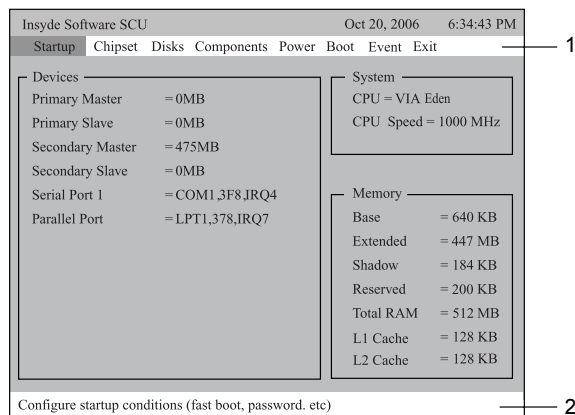 Insyde Software SCU Oct 20, 2006 6:34:43 PM
Startup Chipset Disks Components Power Boot Event Exit 1
Devices
Primary Master =0MB
Primary Slave =0MB
Secondary Master =475MB
Secondary Slave =0MB
Serial Port 1 =COM1,3F8,IRQ4
Parallel Port =LPT1,378,IRQ7
System
CPU = VIA Eden
CPU Speed = 1000 MHz
Memory
Base = 640 KB
Extended = 447 MB
Shadow = 184 KB
Reserved = 200 KB
Total RAM = 512 MB
L1 Cache = 128 KB
L2 Cache = 128 KB
Configure startup conditions (fast boot, password. etc) 2